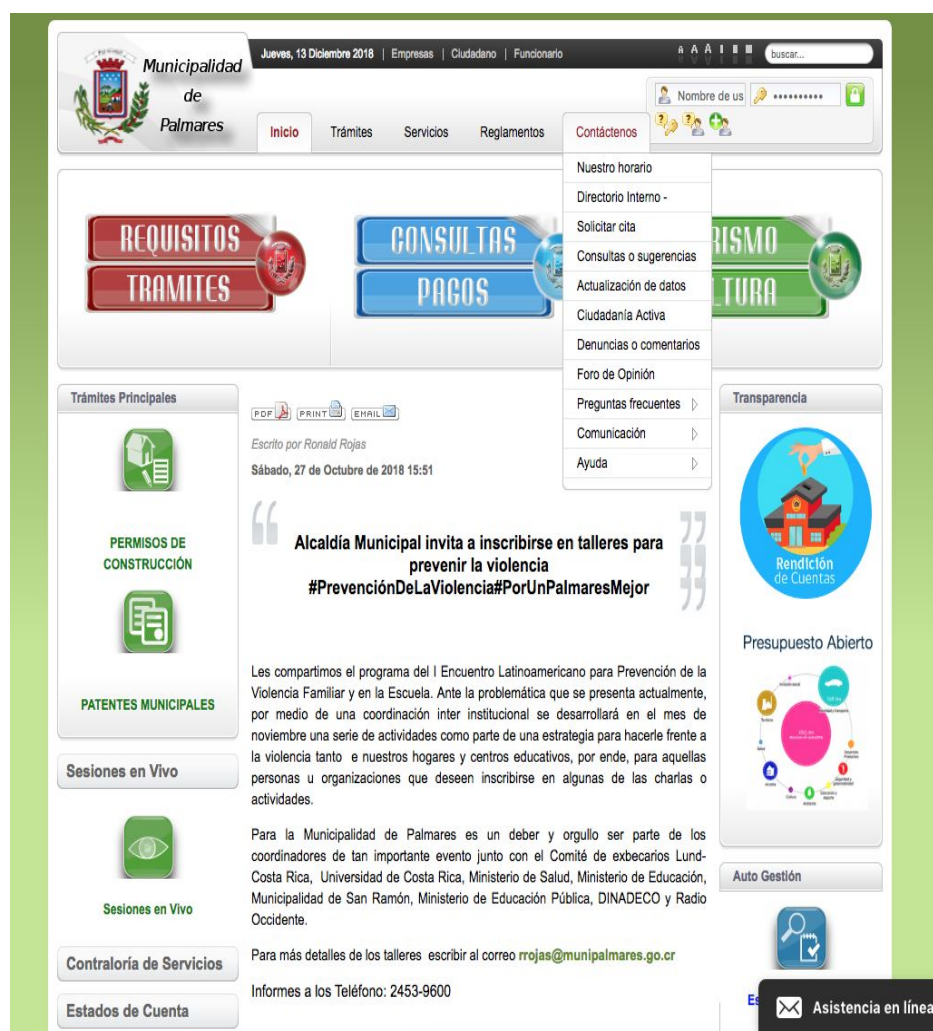 Municipalidad
de
Palmares
Jueves, 13 Diciembre 2018 | Empresas | Ciudadano | Funcionario
A A A
buscar...
Nombre de us
Inicio
Trámites
Servicios
Reglamentos
Contáctenos
Nuestro horario
Directorio Interno -
Solicitar cita
Consultas o sugerencias
Actualización de datos
Ciudadanía Activa
Denuncias o comentarios
Foro de Opinión
Preguntas frecuentes
Comunicación
Ayuda
REQUISITOS
TRAMITES
CONSULTAS
PAGOS
RISMO
LTURA
Trámites Principales
PERMISOS DE
CONSTRUCCIÓN
PATENTES MUNICIPALES
Sesiones en Vivo
Sesiones en Vivo
Contraloría de Servicios
Estados de Cuenta
PDF PRINT EMAIL
Escrito por Ronald Rojas
Sábado, 27 de Octubre de 2018 15:51
Alcaldía Municipal invita a inscribirse en talleres para
prevenir la violencia
#PrevenciónDeLaViolencia#PorUnPalmaresMejor
Les compartimos el programa del I Encuentro Latinoamericano para Prevención de la
Violencia Familiar y en la Escuela. Ante la problemática que se presenta actualmente,
por medio de una coordinación inter institucional se desarrollará en el mes de
noviembre una serie de actividades como parte de una estrategia para hacerle frente a
la violencia tanto e nuestros hogares y centros educativos, por ende, para aquellas
personas u organizaciones que deseen inscribirse en algunas de las charlas o
actividades.
Para la Municipalidad de Palmares es un deber y orgullo ser parte de los
coordinadores de tan importante evento junto con el Comité de exbecarios Lund-
Costa Rica, Universidad de Costa Rica, Ministerio de Salud, Ministerio de Educación,
Municipalidad de San Ramón, Ministerio de Educación Pública, DINADECO y Radio
Occidente.
Para más detalles de los talleres escribir al correo rrojas@munipalmares.go.cr
Informes a los Teléfono: 2453-9600
Transparencia
Rendición
de Cuentas
Presupuesto Abierto
Auto Gestión
Es
Asistencia en línea